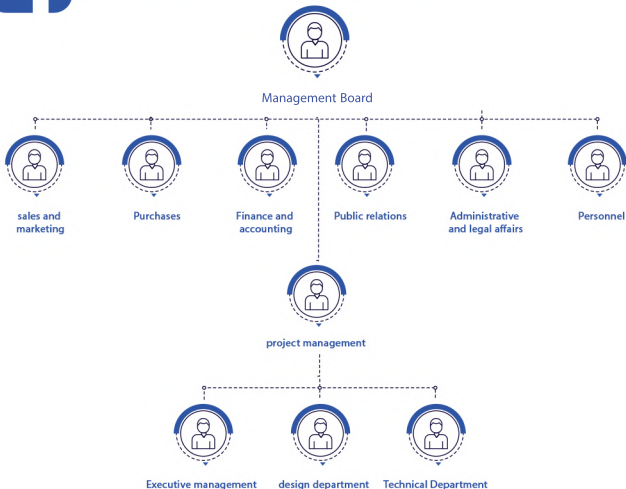 Management Board
sales and
marketing
Purchases
Finance and
accounting
Public relations
Administrative
and legal affairs
Personnel
project management
Executive management
design department
Technical Department